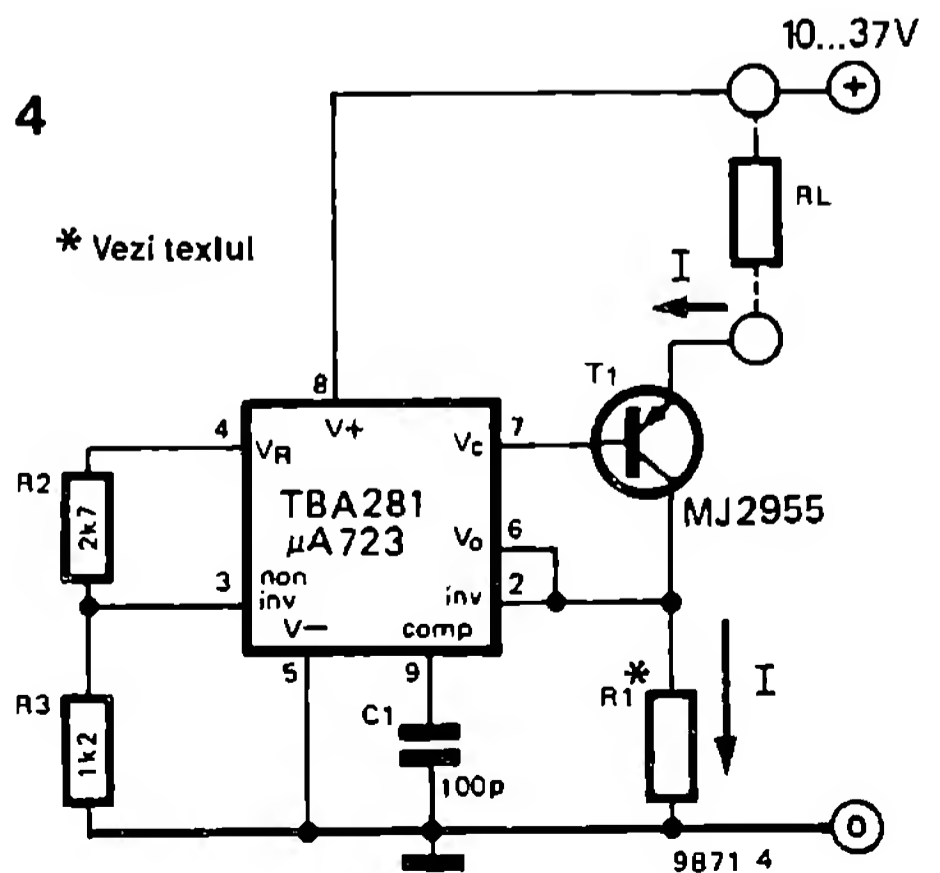 10...37V
4
+
RL
* Vezi texlul
I
T1
8
V+
4
VR
7
VC
R2
2k7
TBA281
µA723
MJ2955
Vo
6
3
non
inv
inv
2
V—
comp
5
9
R3
1k2
C1
100p
*
R1
I
0
9871 4